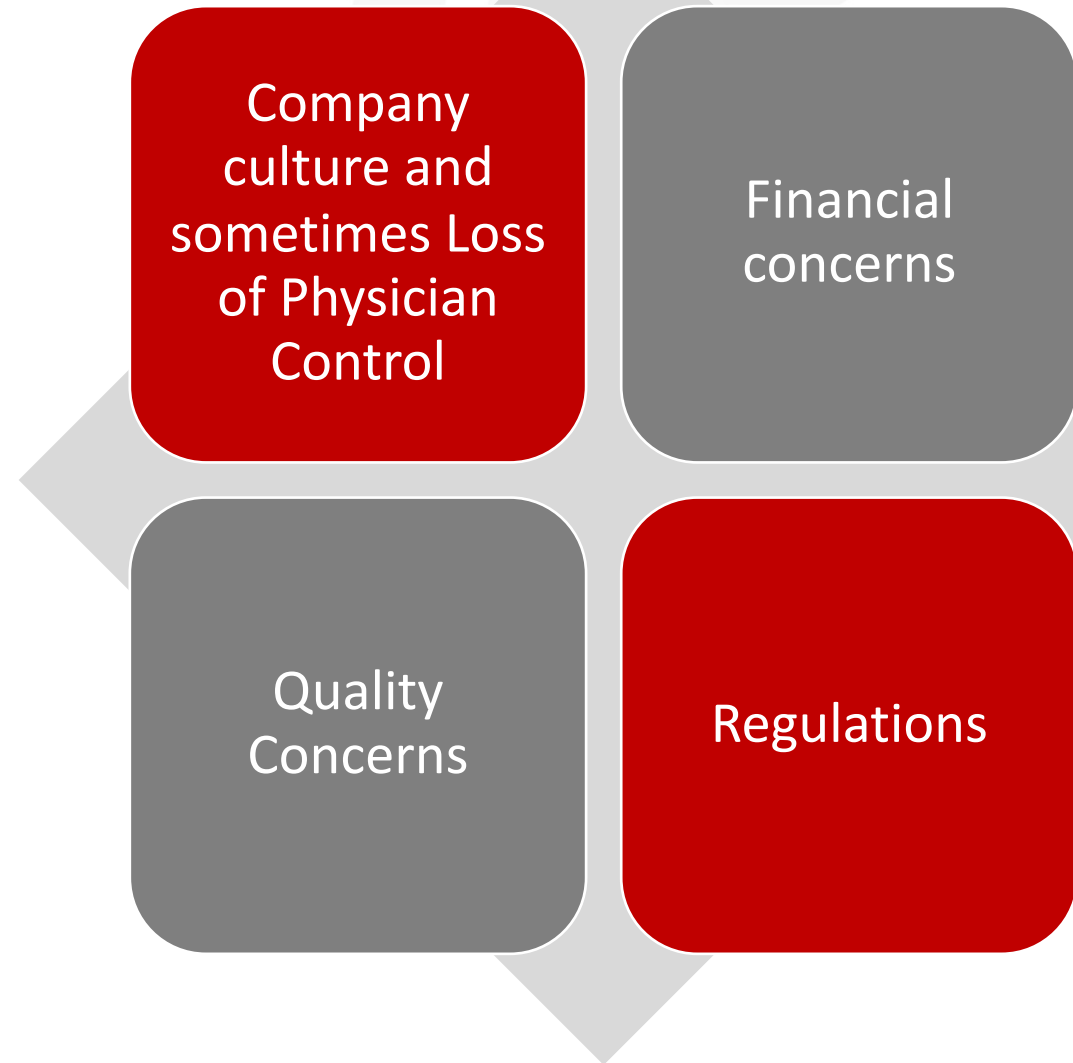 Company
culture and
sometimes Loss
of Physician
Control
Financial
concerns
Quality
Concerns
Regulations